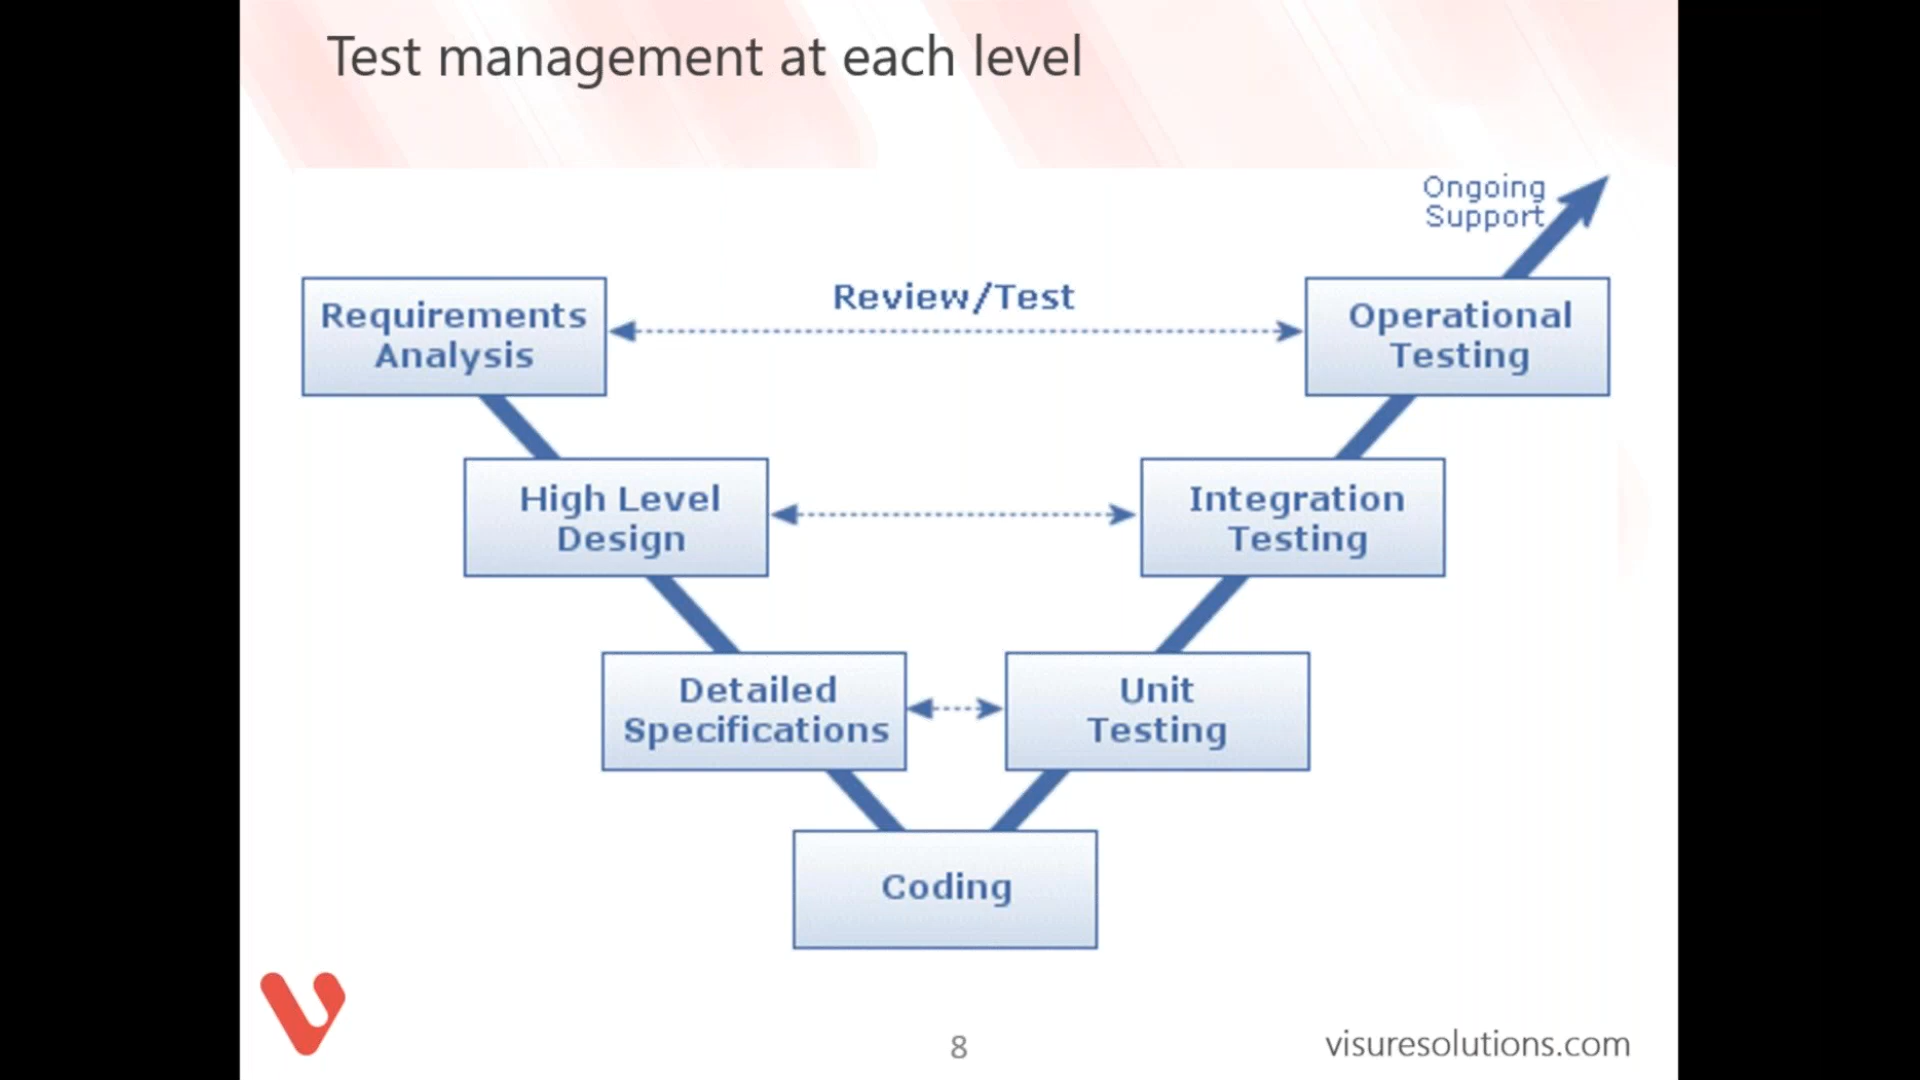 Test management at each level
Ongoing
Support
Review/Test
Requirements
Analysis
Operational
Testing
High Level
Design
Integration
Testing
Detailed
Specifications
Unit
Testing
Coding
8
visuresolutions.com